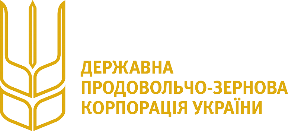 ДЕРЖАВНА
ПРОДОВОЛЬЧО-ЗЕРНОВА
КОРПОРАЦІЯ УКРАЇНИ